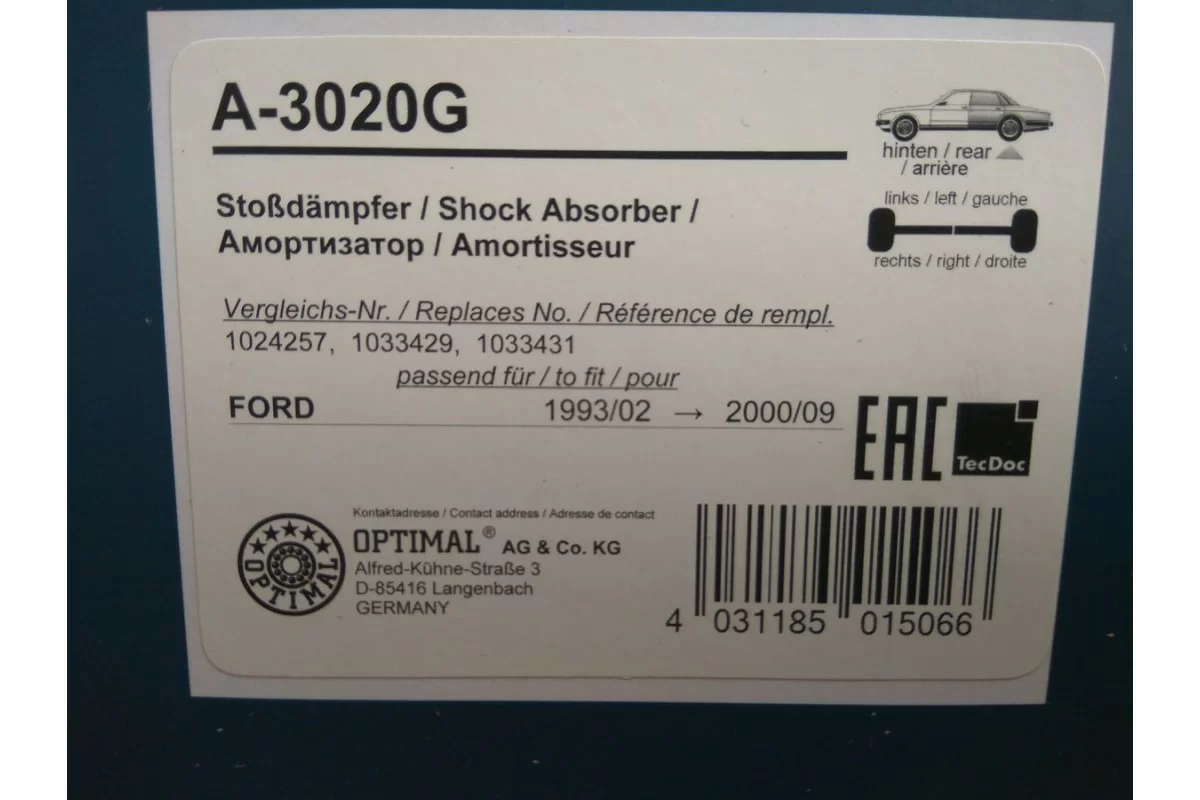 A-3020G
hinten / rear
/ arrière
links / left / gauche
rechts / right / droite
Stoßdämpfer / Shock Absorber /
Амортизатор / Amortisseur
Vergleichs-Nr. / Replaces No. / Référence de rempl.
1024257, 1033429, 1033431
passend für / to fit / pour
FORD 1993/02 → 2000/09
EAC
TecDoc
Kontaktadresse / Contact address / Adresse de contact
OPTIMAL® AG & Co. KG
Alfred-Kühne-Straße 3
D-85416 Langenbach
GERMANY
OPTIMAL
4 031185 015066